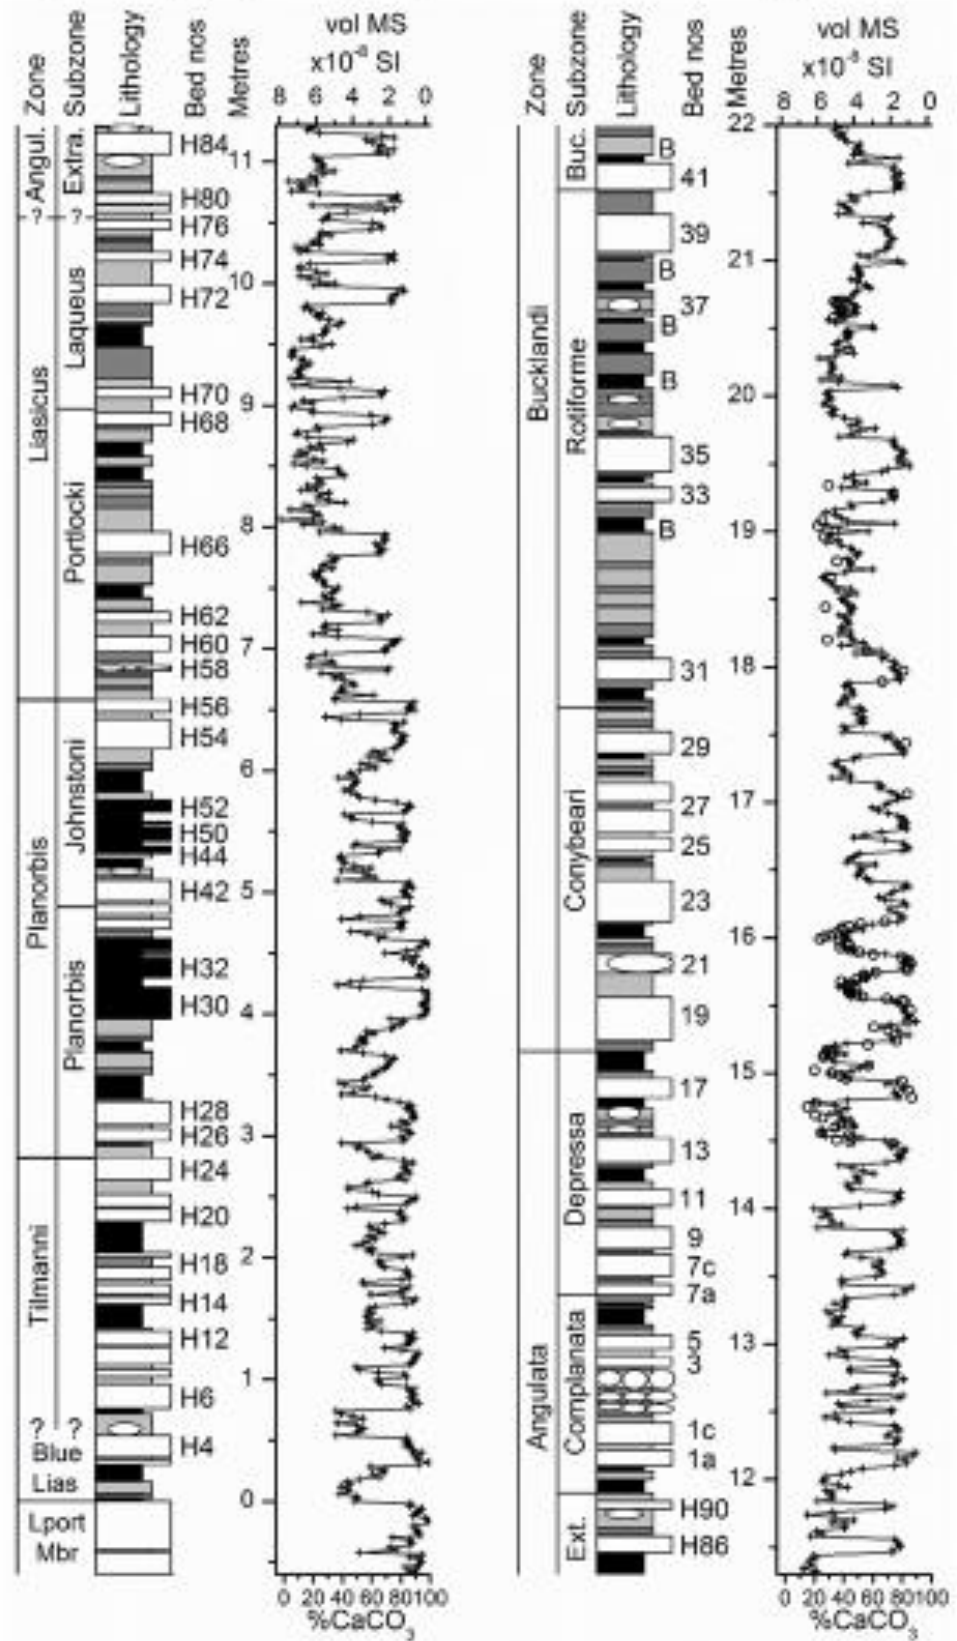 Zone
Subzone
Lithology
Bed nos
Metres
vol MS
x10⁻⁸ SI
8 6 4 2 0
Angul.
Extra.
?
?
Liasicus
Laqueus
Portlocki
Planorbis
Johnstoni
Planorbis
Tilmanni
? ?
Blue
Lias
Lport
Mbr
H84
H80
H76
H74
H72
H70
H68
H66
H62
H60
H58
H56
H54
H52
H50
H44
H42
H32
H30
H28
H26
H24
H20
H18
H14
H12
H6
H4
11
10
9
8
7
6
5
4
3
2
1
0
0 20 40 60 80 100
%CaCO₃
Zone
Subzone
Lithology
Bed nos
Metres
vol MS
x10⁻⁸ SI
8 6 4 2 0
Bucklandi
Angulata
Buc.
Rotiforme
Conybeari
Depressa
Complanata
Ext.
B
41
39
B
37
B
B
35
33
B
31
29
27
25
23
21
19
17
13
11
9
7c
7a
5
3
1c
1a
H90
H86
22
21
20
19
18
17
16
15
14
13
12
0 20 40 60 80 100
%CaCO₃